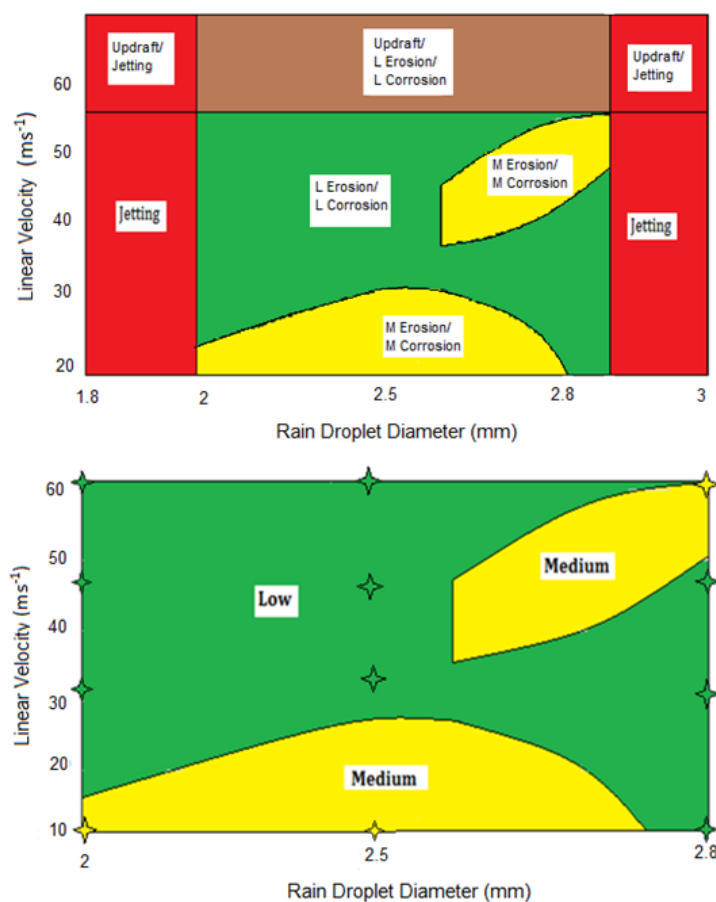 Updraft/
Jetting
Updraft/
L Erosion/
L Corrosion
Updraft/
Jetting
60
50
40
30
20
Linear Velocity (ms-1)
M Erosion/
M Corrosion
L Erosion/
L Corrosion
Jetting
Jetting
M Erosion/
M Corrosion
1.8 2 2.5 2.8 3
Rain Droplet Diameter (mm)
60
50
40
30
20
10
Linear Velocity (ms-1)
Medium
Low
Medium
2 2.5 2.8
Rain Droplet Diameter (mm)